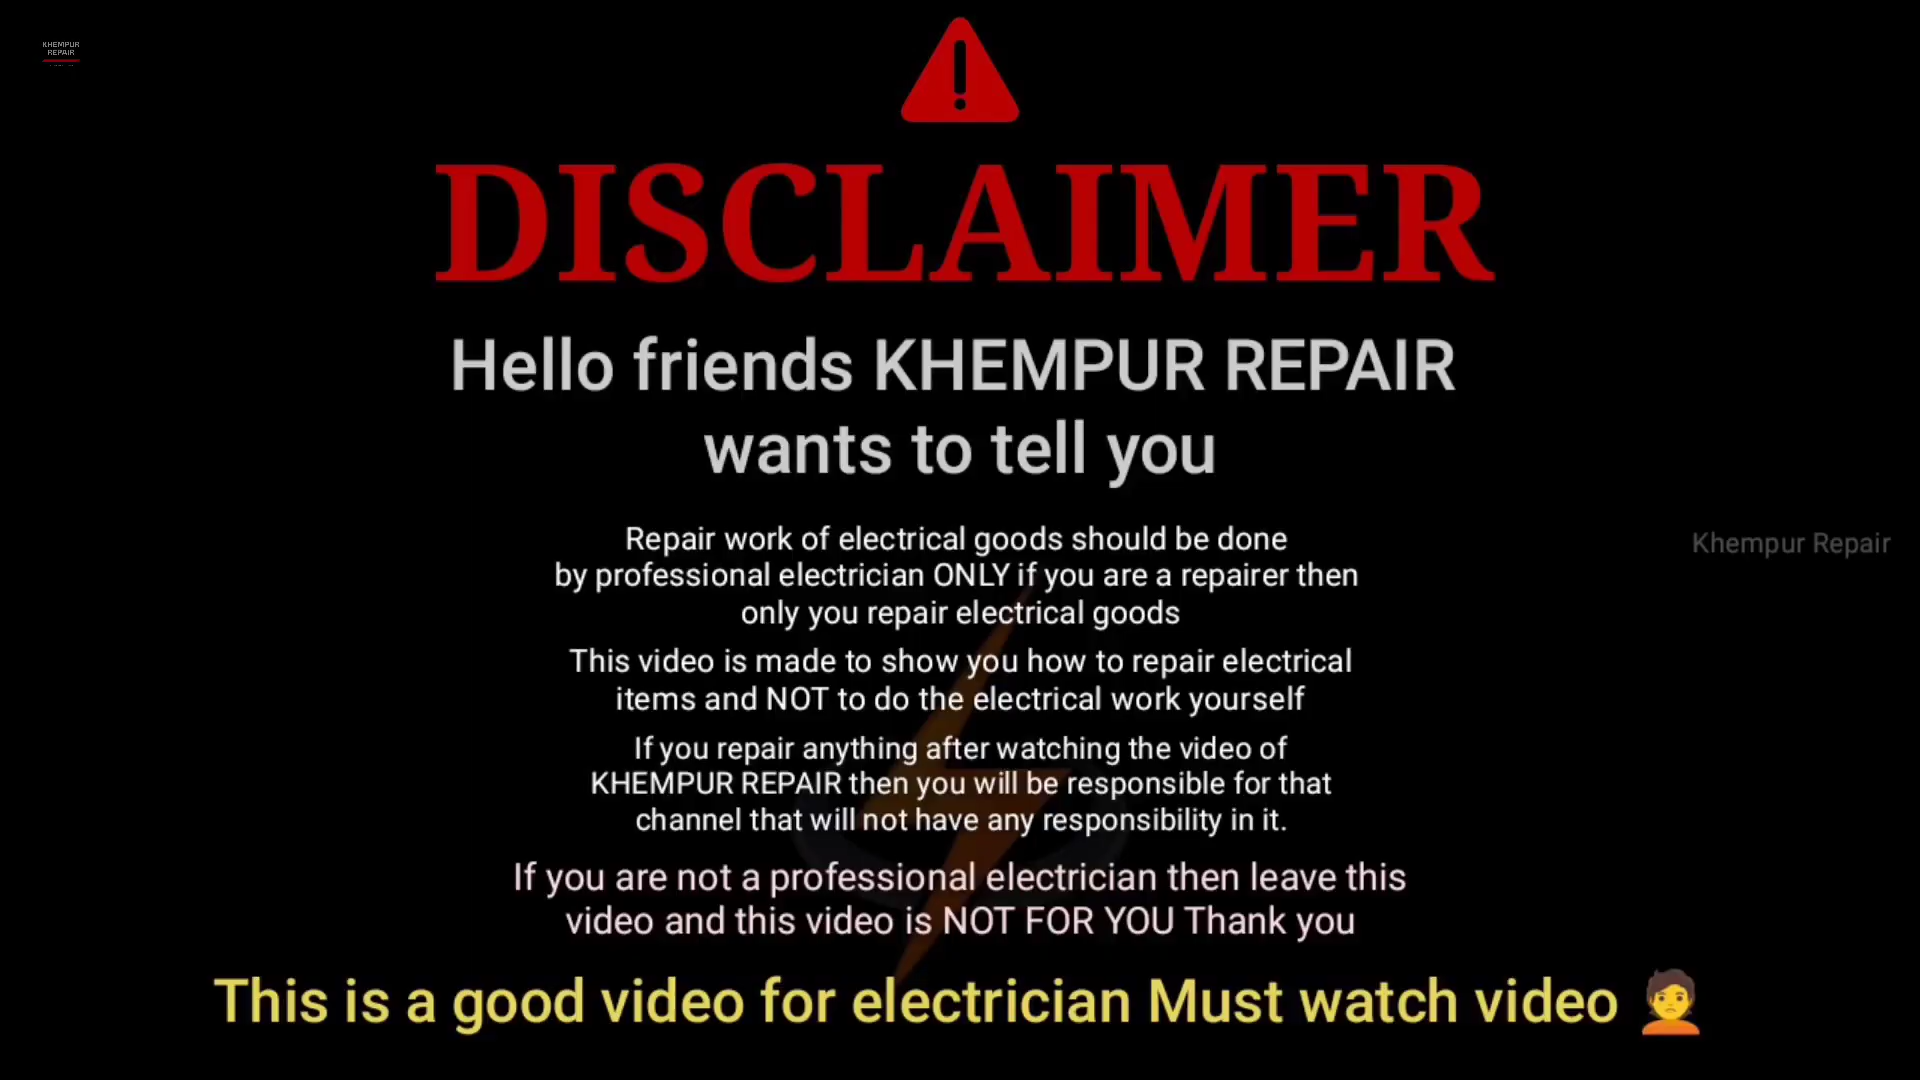 KHEMPUR
REPAIR
DISCLAIMER
Hello friends KHEMPUR REPAIR
wants to tell you
Repair work of electrical goods should be done
by professional electrician ONLY if you are a repairer then
only you repair electrical goods
Khempur Repair
This video is made to show you how to repair electrical
items and NOT to do the electrical work yourself
If you repair anything after watching the video of
KHEMPUR REPAIR then you will be responsible for that
channel that will not have any responsibility in it.
If you are not a professional electrician then leave this
video and this video is NOT FOR YOU Thank you
This is a good video for electrician Must watch video 🙍